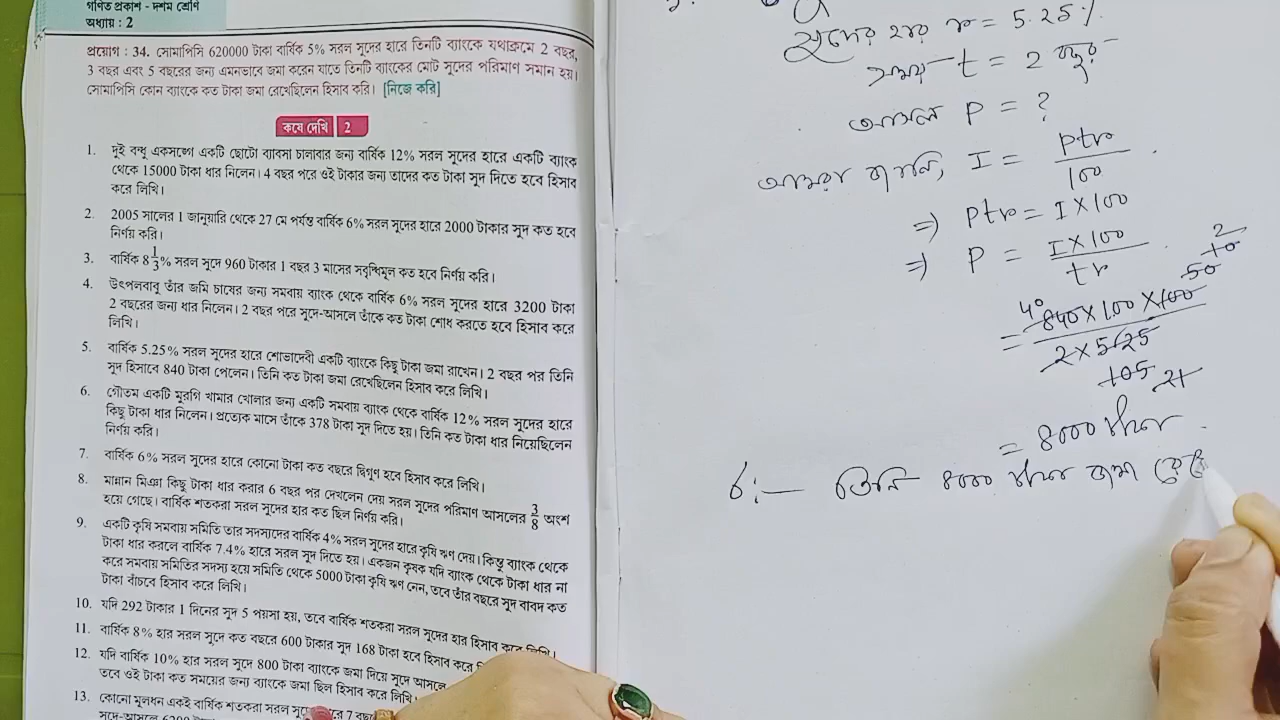 গণিত প্রকাশ - দশম শ্রেণি
অধ্যায় : 2
প্রয়োগ : 34. সোমাপিসি 620000 টাকা বার্ষিক 5% সরল সুদের হারে তিনটি ব্যাংকে যথাক্রমে 2 বছর,
3 বছর এবং 5 বছরের জন্য এমনভাবে জমা করেন যাতে তিনটি ব্যাংকের মোট সুদের পরিমাণ সমান হয়।
সোমাপিসি কোন ব্যাংকে কত টাকা জমা রেখেছিলেন হিসাব করি। [নিজে করি]
কষে দেখি 2
1. দুই বন্ধু একসঙ্গে একটি ছোটো ব্যাবসা চালাবার জন্য বার্ষিক 12% সরল সুদের হারে একটি ব্যাংক
থেকে 15000 টাকা ধার নিলেন। 4 বছর পরে ওই টাকার জন্য তাদের কত টাকা সুদ দিতে হবে হিসাব
করে লিখি।
2. 2005 সালের 1 জানুয়ারি থেকে 27 মে পর্যন্ত বার্ষিক 6% সরল সুদের হারে 2000 টাকার সুদ কত হবে
নির্ণয় করি।
3. বার্ষিক 8 1/3% সরল সুদে 960 টাকার 1 বছর 3 মাসের সবৃদ্ধিমূল কত হবে নির্ণয় করি।
4. উৎপলবাবু তাঁর জমি চাষের জন্য সমবায় ব্যাংক থেকে বার্ষিক 6% সরল সুদের হারে 3200 টাকা
2 বছরের জন্য ধার নিলেন। 2 বছর পরে সুদে-আসলে তাঁকে কত টাকা শোধ করতে হবে হিসাব করে
লিখি।
5. বার্ষিক 5.25% সরল সুদের হারে শোভাদেবী একটি ব্যাংকে কিছু টাকা জমা রাখেন। 2 বছর পর তিনি
সুদ হিসাবে 840 টাকা পেলেন। তিনি কত টাকা জমা রেখেছিলেন হিসাব করে লিখি।
6. গৌতম একটি মুরগি খামার খোলার জন্য একটি সমবায় ব্যাংক থেকে বার্ষিক 12% সরল সুদের হারে
কিছু টাকা ধার নিলেন। প্রত্যেক মাসে তাঁকে 378 টাকা সুদ দিতে হয়। তিনি কত টাকা ধার নিয়েছিলেন
নির্ণয় করি।
7. বার্ষিক 6% সরল সুদের হারে কোনো টাকা কত বছরে দ্বিগুণ হবে হিসাব করে লিখি।
8. মান্নান মিঞা কিছু টাকা ধার করার 6 বছর পর দেখলেন দেয় সরল সুদের পরিমাণ আসলের 3/8 অংশ
হয়ে গেছে। বার্ষিক শতকরা সরল সুদের হার কত ছিল নির্ণয় করি।
9. একটি কৃষি সমবায় সমিতি তার সদস্যদের বার্ষিক 4% সরল সুদের হারে কৃষি ঋণ দেয়। কিন্তু ব্যাংক থেকে
টাকা ধার করলে বার্ষিক 7.4% হারে সরল সুদ দিতে হয়। একজন কৃষক যদি ব্যাংক থেকে টাকা ধার না
করে সমবায় সমিতির সদস্য হয়ে সমিতি থেকে 5000 টাকা কৃষি ঋণ নেন, তবে তাঁর বছরে সুদ বাবদ কত
টাকা বাঁচবে হিসাব করে লিখি।
10. যদি 292 টাকার 1 দিনের সুদ 5 পয়সা হয়, তবে বার্ষিক শতকরা সরল সুদের হার হিসাব করে লিখি।
11. বার্ষিক 8% হার সরল সুদে কত বছরে 600 টাকার সুদ 168 টাকা হবে হিসাব করে
12. যদি বার্ষিক 10% হার সরল সুদে 800 টাকা ব্যাংকে জমা দিয়ে সুদে আসলে
তবে ওই টাকা কত সময়ের জন্য ব্যাংকে জমা ছিল হিসাব করে লিখি।
13. কোনো মূলধন একই বার্ষিক শতকরা সরল 7
সুদে-আসলে
সুদের হার r = 5.25%
সময় t = 2 বছর
আসল P = ?
আমরা জানি, I = Ptr/100
⇒ Ptr = I×100
⇒ P = I×100/tr
= 840×100×100/2×525
40 50 10 2
105 21
= 8000 টাকা
উঃ— তিনি 8000 টাকা জমা